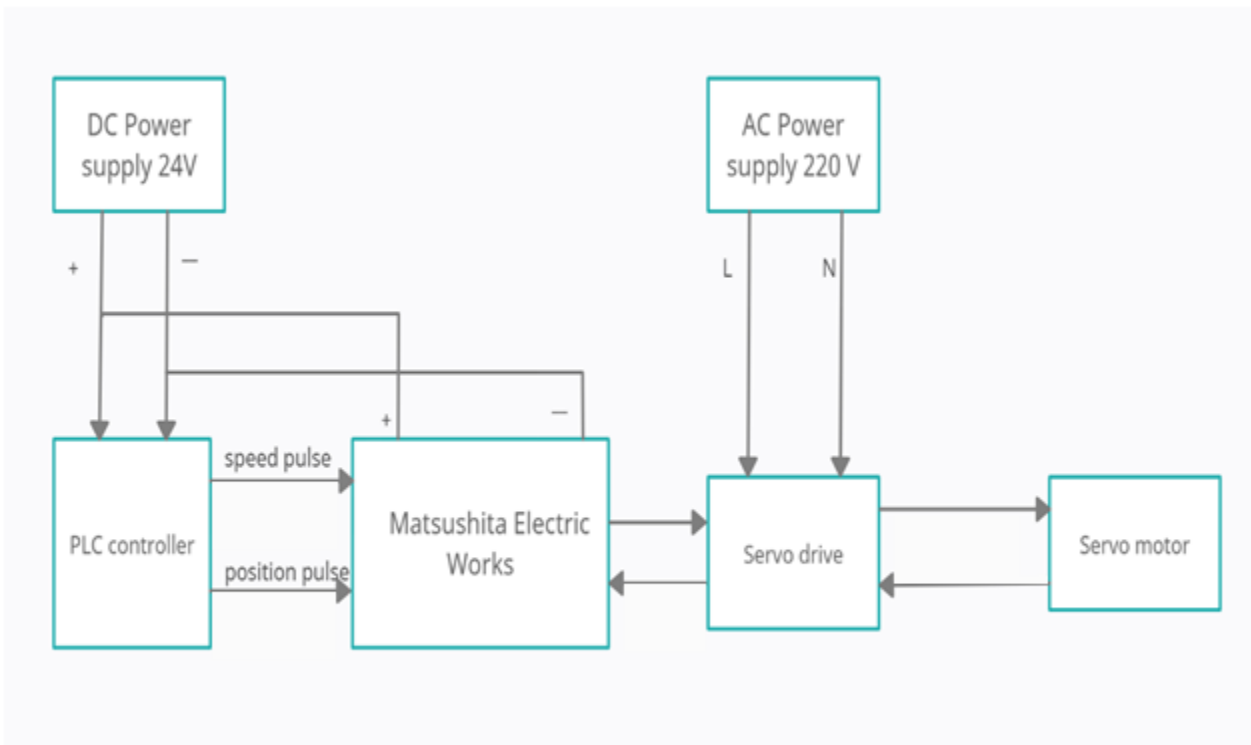 DC Power
supply 24V
AC Power
supply 220 V
+
—
L
N
+
—
speed pulse
position pulse
PLC controller
Matsushita Electric
Works
Servo drive
Servo motor